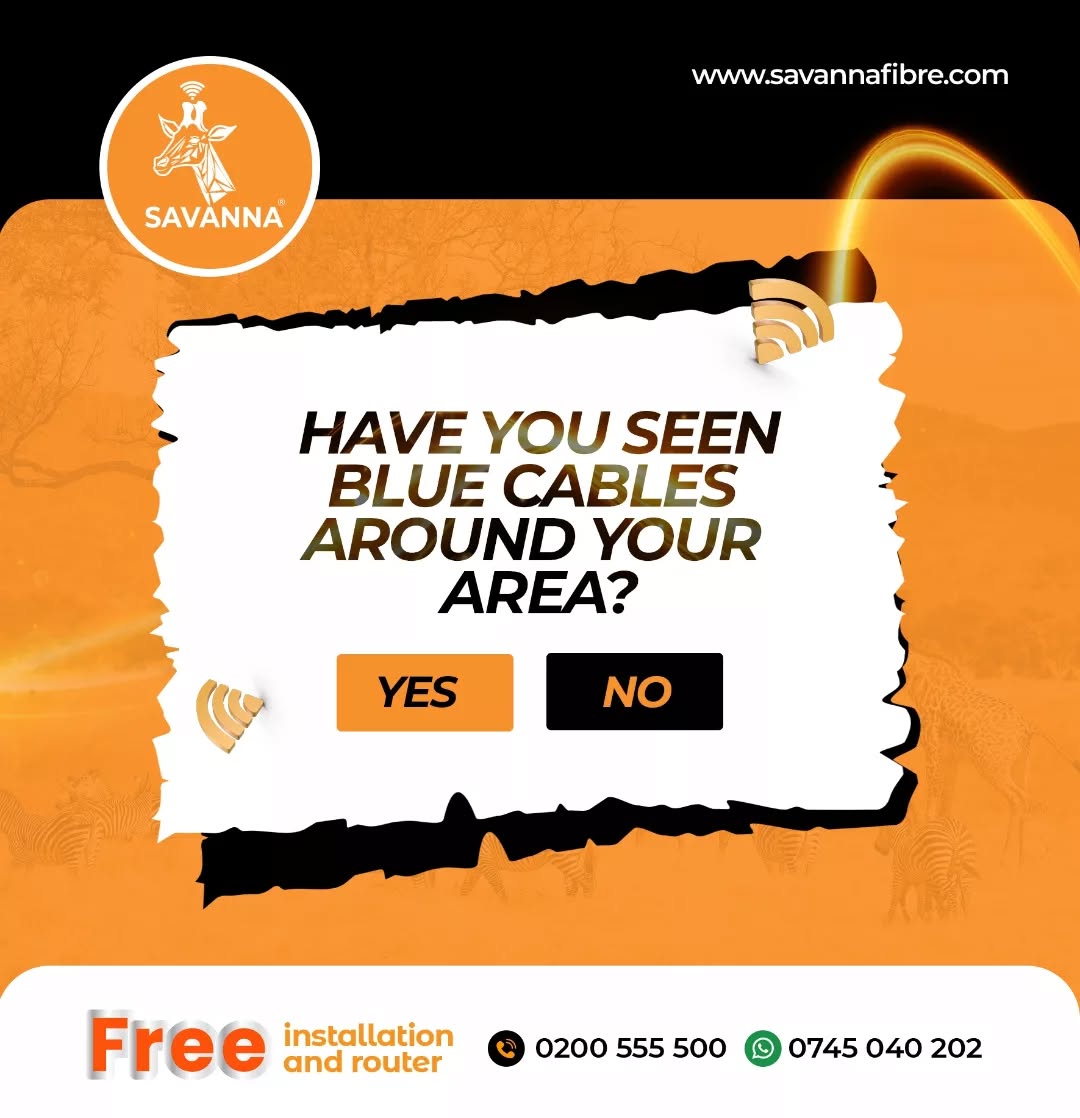 www.savannafibre.com
SAVANNA®
HAVE YOU SEEN
BLUE CABLES
AROUND YOUR
AREA?
YES NO
Free installation
and router
0200 555 500 0745 040 202